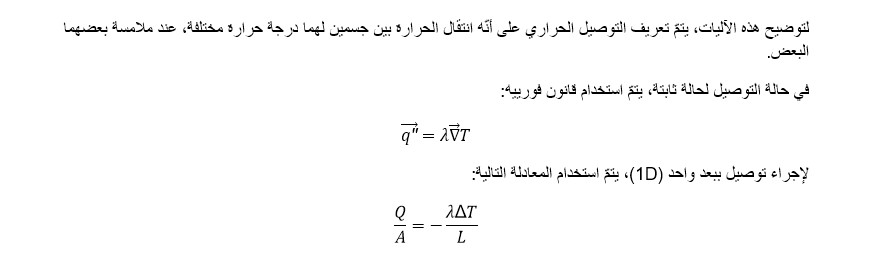 لتوضيح هذه الآليات، يتمّ تعريف التوصيل الحراري على أنّه انتقال الحرارة بين جسمين لهما درجة حرارة مختلفة، عند ملامسة بعضهما
البعض.
في حالة التوصيل لحالة ثابتة، يتمّ استخدام قانون فورييه:
$\overrightarrow{q''} = \lambda \vec{\nabla} T$
لإجراء توصيل ببعد واحد (1D)، يتمّ استخدام المعادلة التالية:
$\frac{Q}{A} = -\frac{\lambda \Delta T}{L}$